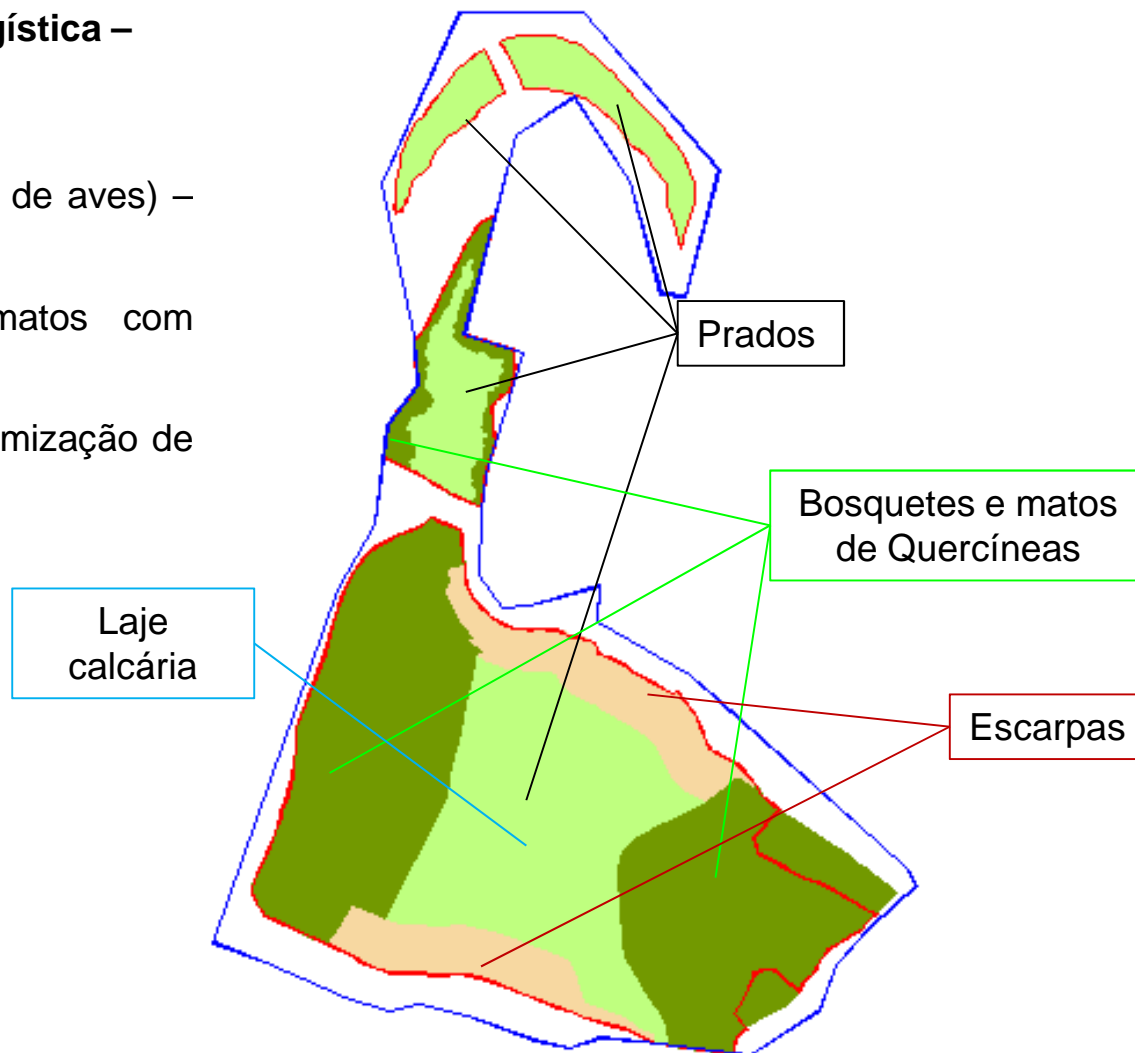 gística –
de aves) –
matos com
mização de
Prados
Bosquetes e matos
de Quercíneas
Laje
calcária
Escarpas